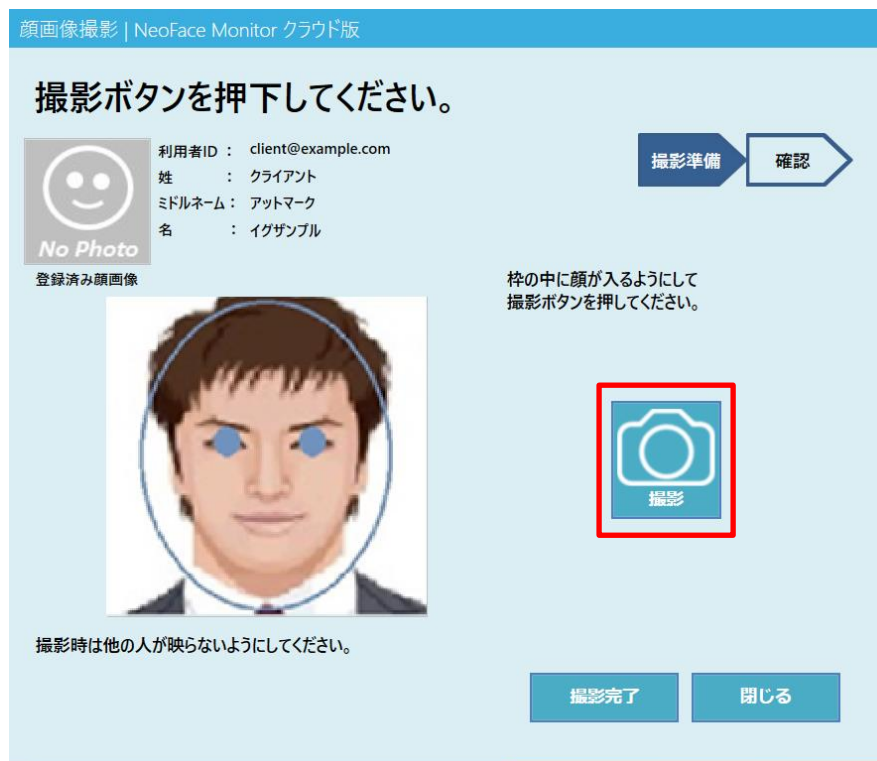 顔画像撮影 | NeoFace Monitor クラウド版
撮影ボタンを押下してください。
利用者ID : client@example.com
姓 : クライアント
ミドルネーム : アットマーク
名 : イグザンプル
No Photo
登録済み顔画像
撮影準備
確認
枠の中に顔が入るようにして
撮影ボタンを押してください。
撮影
撮影時は他の人が映らないようにしてください。
撮影完了
閉じる